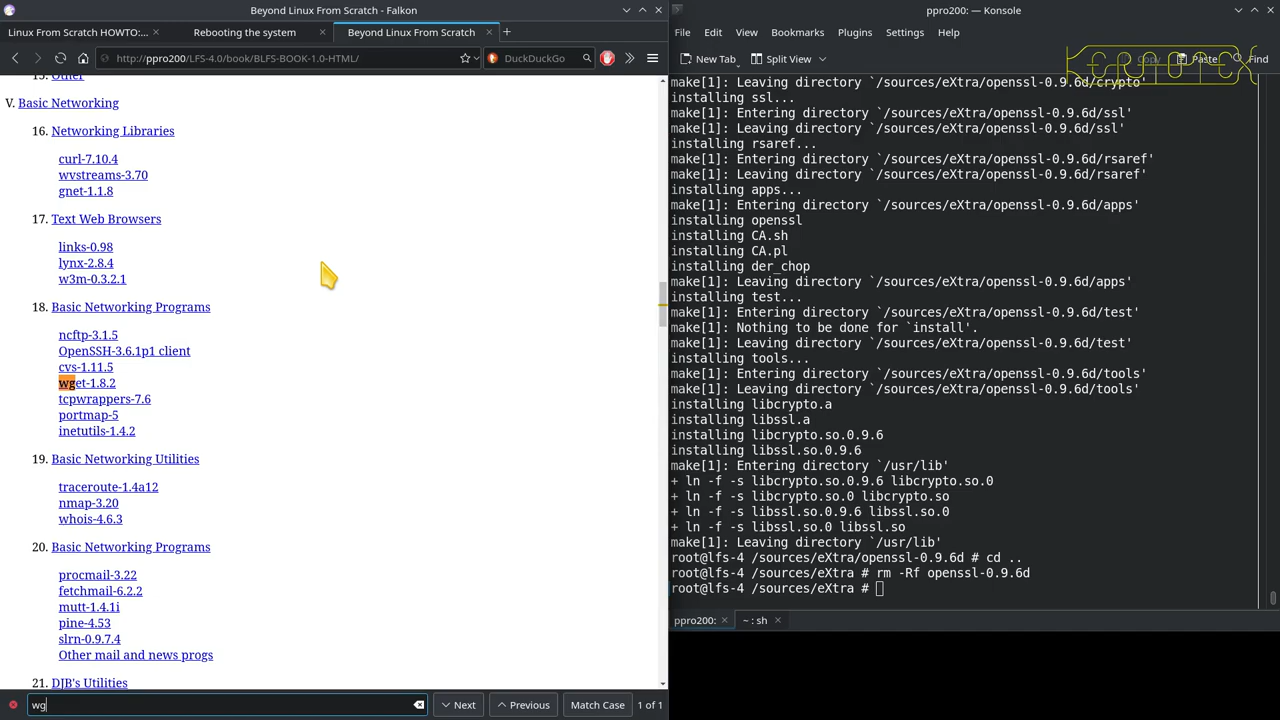 Beyond Linux From Scratch - Falkon
Linux From Scratch HOWTO:...
Rebooting the system
Beyond Linux From Scratch
http://ppro200/LFS-4.0/book/BLFS-BOOK-1.0-HTML/
DuckDuckGo
15. Other
V. Basic Networking
16. Networking Libraries
curl-7.10.4
wvstreams-3.70
gnet-1.1.8
17. Text Web Browsers
links-0.98
lynx-2.8.4
w3m-0.3.2.1
18. Basic Networking Programs
ncftp-3.1.5
OpenSSH-3.6.1p1 client
cvs-1.11.5
wget-1.8.2
tcpwrappers-7.6
portmap-5
inetutils-1.4.2
19. Basic Networking Utilities
traceroute-1.4a12
nmap-3.20
whois-4.6.3
20. Basic Networking Programs
procmail-3.22
fetchmail-6.2.2
mutt-1.4.1i
pine-4.53
slrn-0.9.7.4
Other mail and news progs
21. DJB's Utilities
wg
Next
Previous
Match Case
1 of 1
ppro200: — Konsole
File Edit View Bookmarks Plugins Settings Help
New Tab Split View Copy Paste Find
make[1]: Leaving directory `/sources/eXtra/openssl-0.9.6d/crypto'
installing ssl...
make[1]: Entering directory `/sources/eXtra/openssl-0.9.6d/ssl'
make[1]: Leaving directory `/sources/eXtra/openssl-0.9.6d/ssl'
installing rsaref...
make[1]: Entering directory `/sources/eXtra/openssl-0.9.6d/rsaref'
make[1]: Leaving directory `/sources/eXtra/openssl-0.9.6d/rsaref'
installing apps...
make[1]: Entering directory `/sources/eXtra/openssl-0.9.6d/apps'
installing openssl
installing CA.sh
installing CA.pl
installing der_chop
make[1]: Leaving directory `/sources/eXtra/openssl-0.9.6d/apps'
installing test...
make[1]: Entering directory `/sources/eXtra/openssl-0.9.6d/test'
make[1]: Nothing to be done for `install'.
make[1]: Leaving directory `/sources/eXtra/openssl-0.9.6d/test'
installing tools...
make[1]: Entering directory `/sources/eXtra/openssl-0.9.6d/tools'
make[1]: Leaving directory `/sources/eXtra/openssl-0.9.6d/tools'
installing libcrypto.a
installing libssl.a
installing libcrypto.so.0.9.6
installing libssl.so.0.9.6
make[1]: Entering directory `/usr/lib'
+ ln -f -s libcrypto.so.0.9.6 libcrypto.so.0
+ ln -f -s libcrypto.so.0 libcrypto.so
+ ln -f -s libssl.so.0.9.6 libssl.so.0
+ ln -f -s libssl.so.0 libssl.so
make[1]: Leaving directory `/usr/lib'
root@lfs-4 /sources/eXtra/openssl-0.9.6d # cd ..
root@lfs-4 /sources/eXtra # rm -Rf openssl-0.9.6d
root@lfs-4 /sources/eXtra #
ppro200:
~ : sh